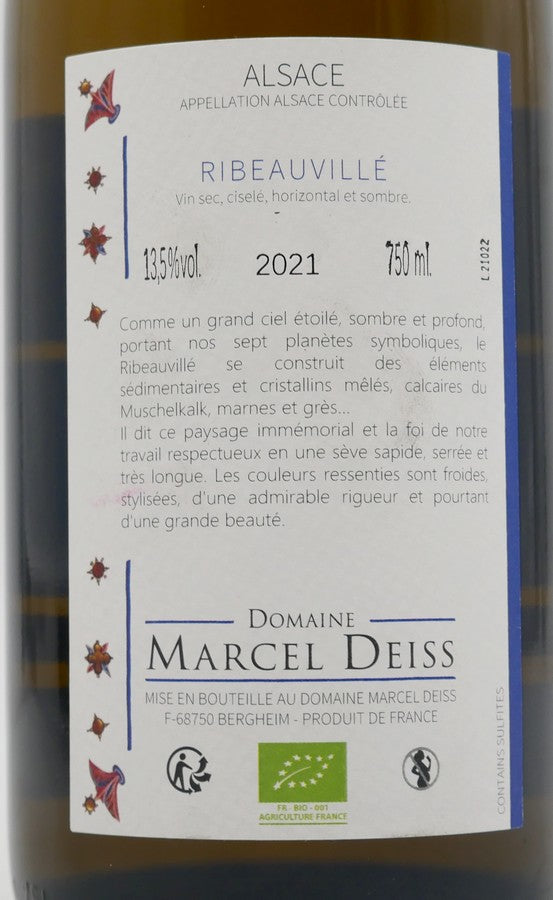 ALSACE
APPELLATION ALSACE CONTRÔLÉE
RIBEAUVILLÉ
Vin sec, ciselé, horizontal et sombre.
13,5%vol. 2021 750 ml.
L 21022
Comme un grand ciel étoilé, sombre et profond,
portant nos sept planètes symboliques, le
Ribeauvillé se construit des éléments
sédimentaires et cristallins mêlés, calcaires du
Muschelkalk, marnes et grès...
Il dit ce paysage immémorial et la foi de notre
travail respectueux en une sève sapide, serrée et
très longue. Les couleurs ressenties sont froides,
stylisées, d'une admirable rigueur et pourtant
d'une grande beauté.
DOMAINE
MARCEL DEISS
MISE EN BOUTEILLE AU DOMAINE MARCEL DEISS
F-68750 BERGHEIM - PRODUIT DE FRANCE
FR - BIO - 001
AGRICULTURE FRANCE
CONTAINS SULFITES